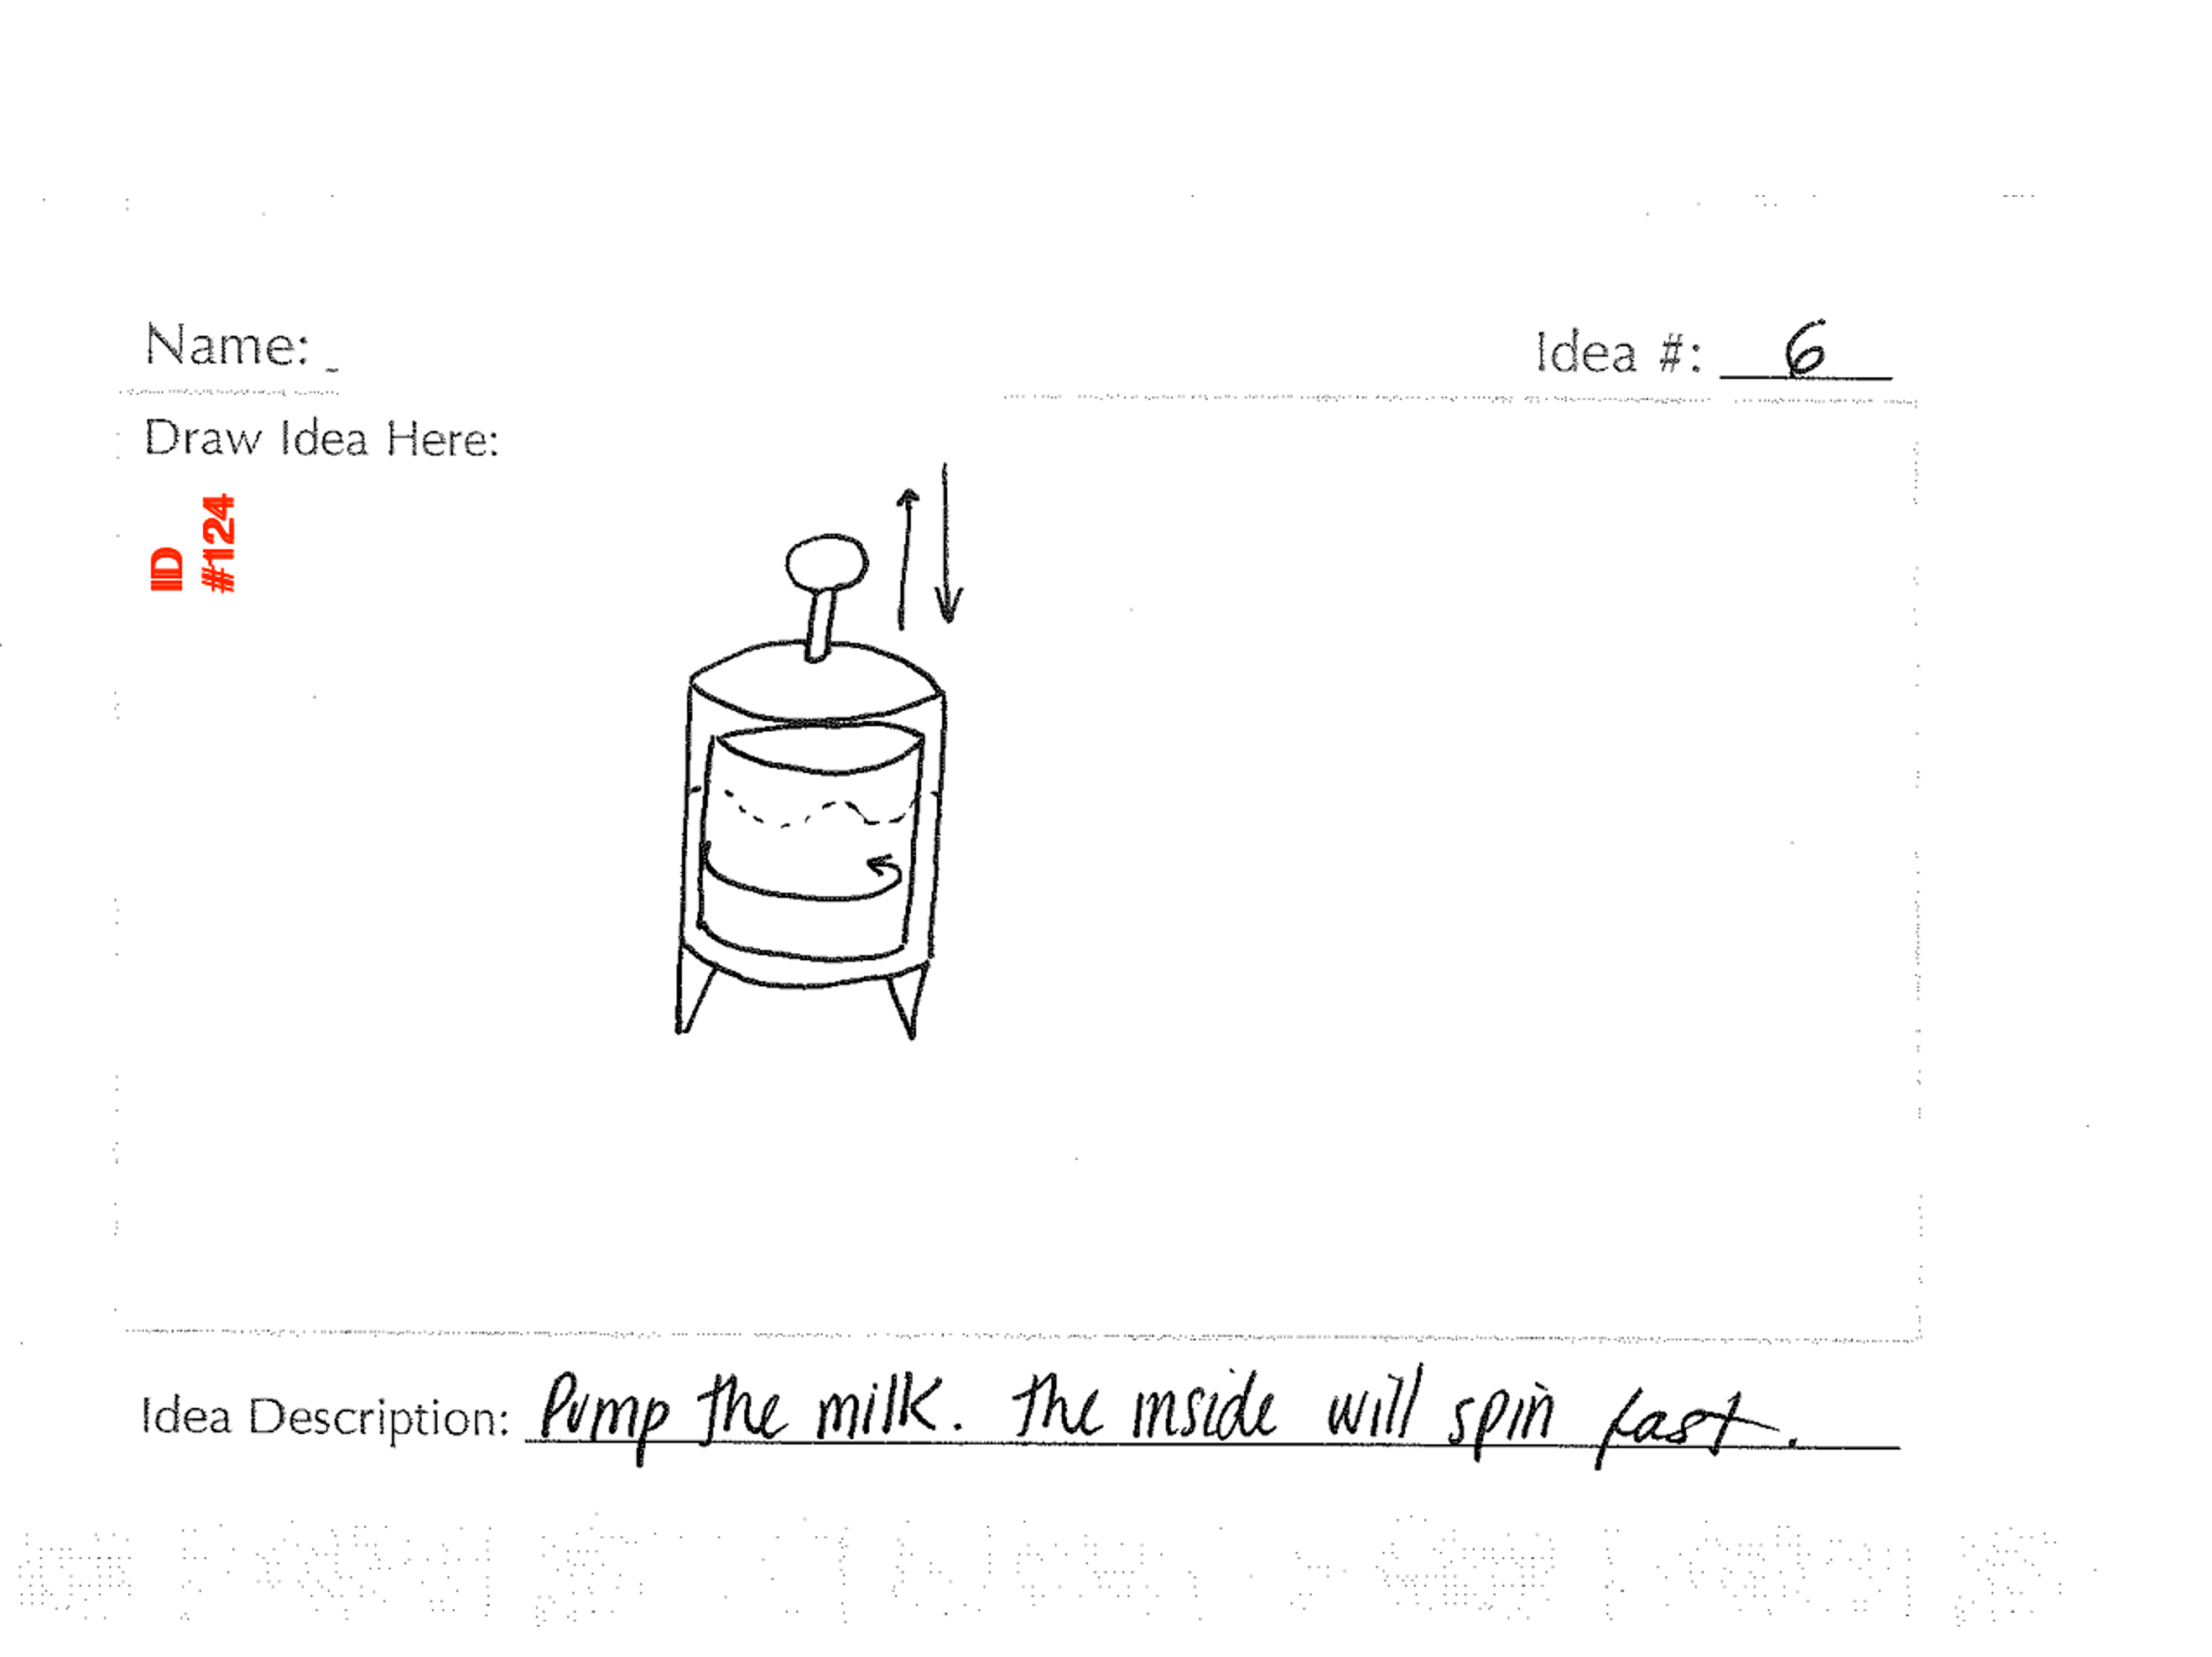 Name:
Idea #: 6
Draw Idea Here:
ID
#124
Idea Description: Pump the milk. The inside will spin fast.